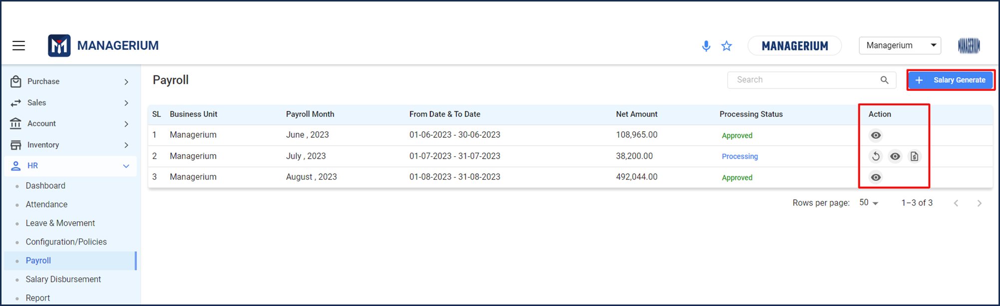 MANAGERIUM
MANAGERIUM
Managerium
MANAGERIUM
Purchase
Sales
Account
Inventory
HR
Dashboard
Attendance
Leave & Movement
Configuration/Policies
Payroll
Salary Disbursement
Report
Payroll
Search
+ Salary Generate
SL Business Unit Payroll Month From Date & To Date Net Amount Processing Status Action
1 Managerium June , 2023 01-06-2023 - 30-06-2023 108,965.00 Approved
2 Managerium July , 2023 01-07-2023 - 31-07-2023 38,200.00 Processing
3 Managerium August , 2023 01-08-2023 - 31-08-2023 492,044.00 Approved
Rows per page: 50 1–3 of 3